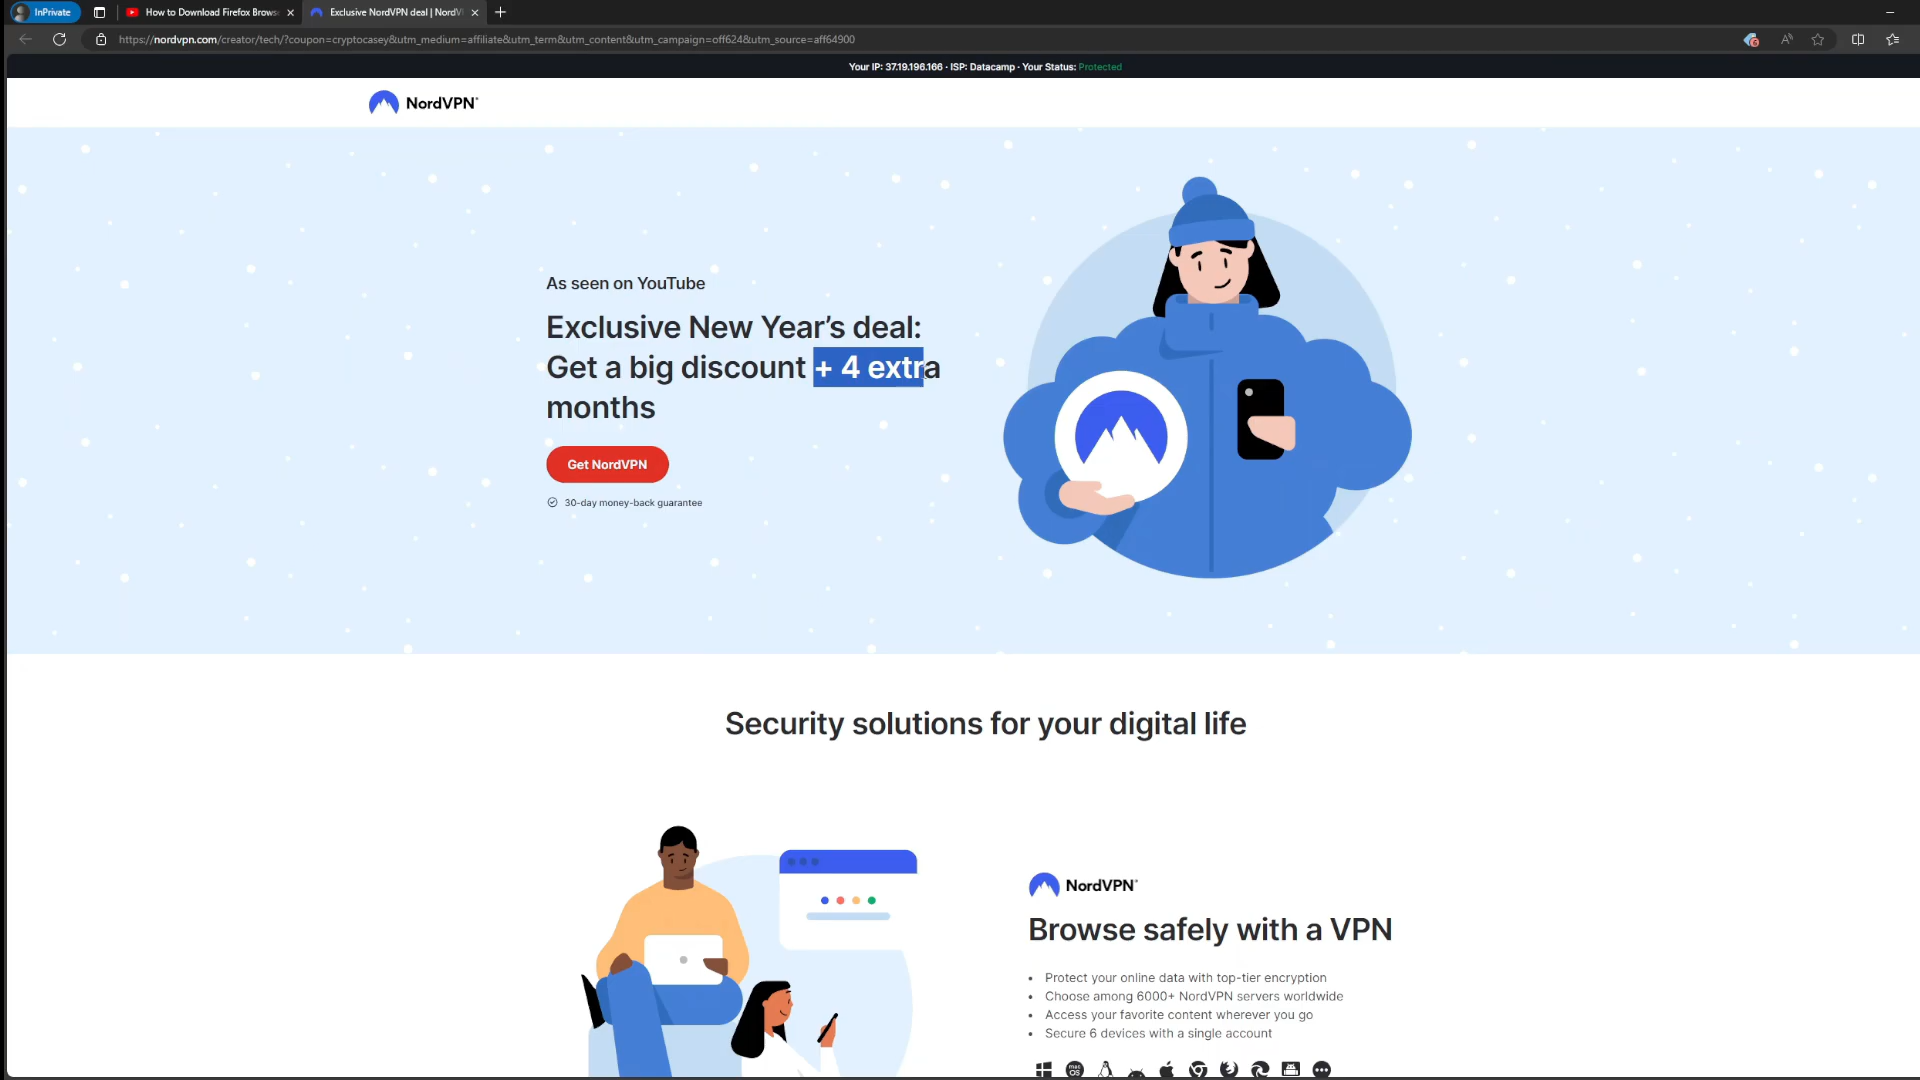 InPrivate
How to Download Firefox Brows
Exclusive NordVPN deal | NordV
https://nordvpn.com/creator/tech/?coupon=cryptocasey&utm_medium=affiliate&utm_term&utm_content&utm_campaign=off624&utm_source=aff64900
Your IP: 37.19.196.166 · ISP: Datacamp · Your Status: Protected
NordVPN®
As seen on YouTube
Exclusive New Year's deal:
Get a big discount + 4 extra
months
Get NordVPN
30-day money-back guarantee
Security solutions for your digital life
NordVPN®
Browse safely with a VPN
• Protect your online data with top-tier encryption
• Choose among 6000+ NordVPN servers worldwide
• Access your favorite content wherever you go
• Secure 6 devices with a single account
mac
OS